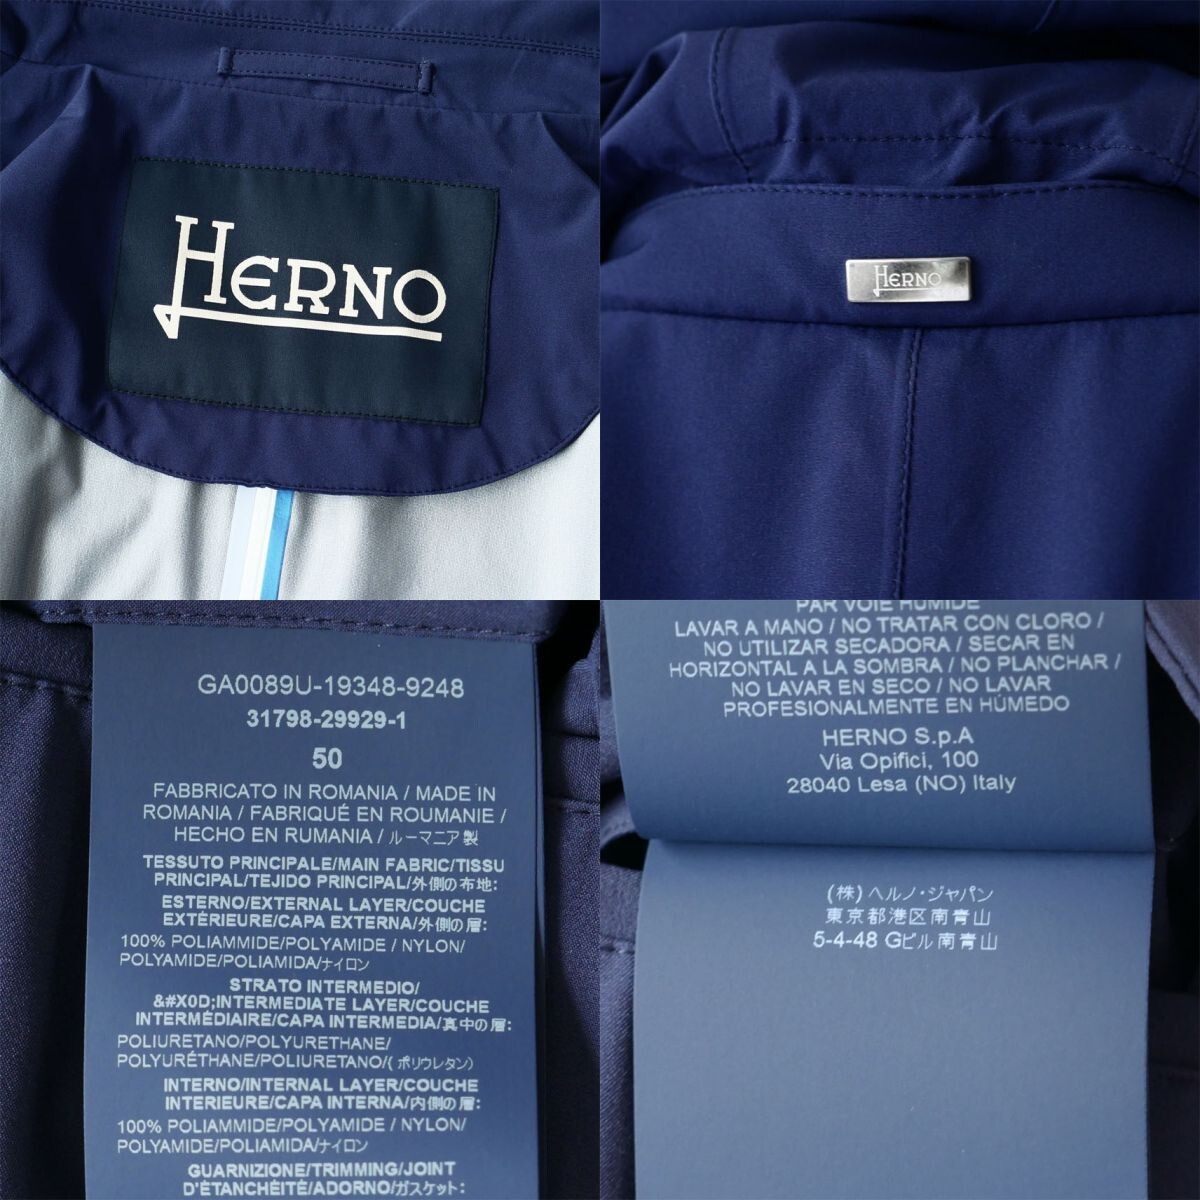 HERNO
HERNO
GA0089U-19348-9248
31798-29929-1
50
FABBRICATO IN ROMANIA / MADE IN
ROMANIA / FABRIQUÉ EN ROUMANIE /
HECHO EN RUMANIA / ルーマニア製
TESSUTO PRINCIPALE/MAIN FABRIC/TISSU
PRINCIPAL/TEJIDO PRINCIPAL/外側の布地:
ESTERNO/EXTERNAL LAYER/COUCHE
EXTÉRIEURE/CAPA EXTERNA/外側の層:
100% POLIAMMIDE/POLYAMIDE / NYLON/
POLYAMIDE/POLIAMIDA/ナイロン
STRATO INTERMEDIO/
&#X0D;INTERMEDIATE LAYER/COUCHE
INTERMÉDIAIRE/CAPA INTERMEDIA/真中の層:
POLIURETANO/POLYURETHANE/
POLYURÉTHANE/POLIURETANO/( ポリウレタン)
INTERNO/INTERNAL LAYER/COUCHE
INTERIEURE/CAPA INTERNA/内側の層:
100% POLIAMMIDE/POLYAMIDE / NYLON/
POLYAMIDE/POLIAMIDA/ナイロン
GUARNIZIONE/TRIMMING/JOINT
D'ÉTANCHÉITÉ/ADORNO/ガスケット:
PAR VOIE HUMIDE
LAVAR A MANO / NO TRATAR CON CLORO /
NO UTILIZAR SECADORA / SECAR EN
HORIZONTAL A LA SOMBRA / NO PLANCHAR /
NO LAVAR EN SECO / NO LAVAR
PROFESIONALMENTE EN HÚMEDO
HERNO S.p.A
Via Opifici, 100
28040 Lesa (NO) Italy
(株) ヘルノ・ジャパン
東京都港区南青山
5-4-48 Gビル南青山